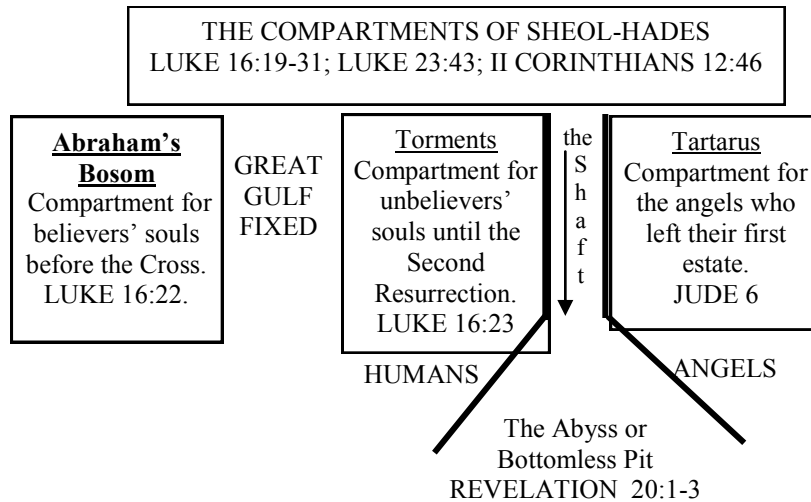 THE COMPARTMENTS OF SHEOL-HADES
LUKE 16:19-31; LUKE 23:43; II CORINTHIANS 12:46
Abraham's
Bosom
Compartment for
believers' souls
before the Cross.
LUKE 16:22.
GREAT
GULF
FIXED
Torments
Compartment for
unbelievers'
souls until the
Second
Resurrection.
LUKE 16:23
the
Shaft
Tartarus
Compartment for
the angels who
left their first
estate.
JUDE 6
HUMANS
ANGELS
The Abyss or
Bottomless Pit
REVELATION 20:1-3